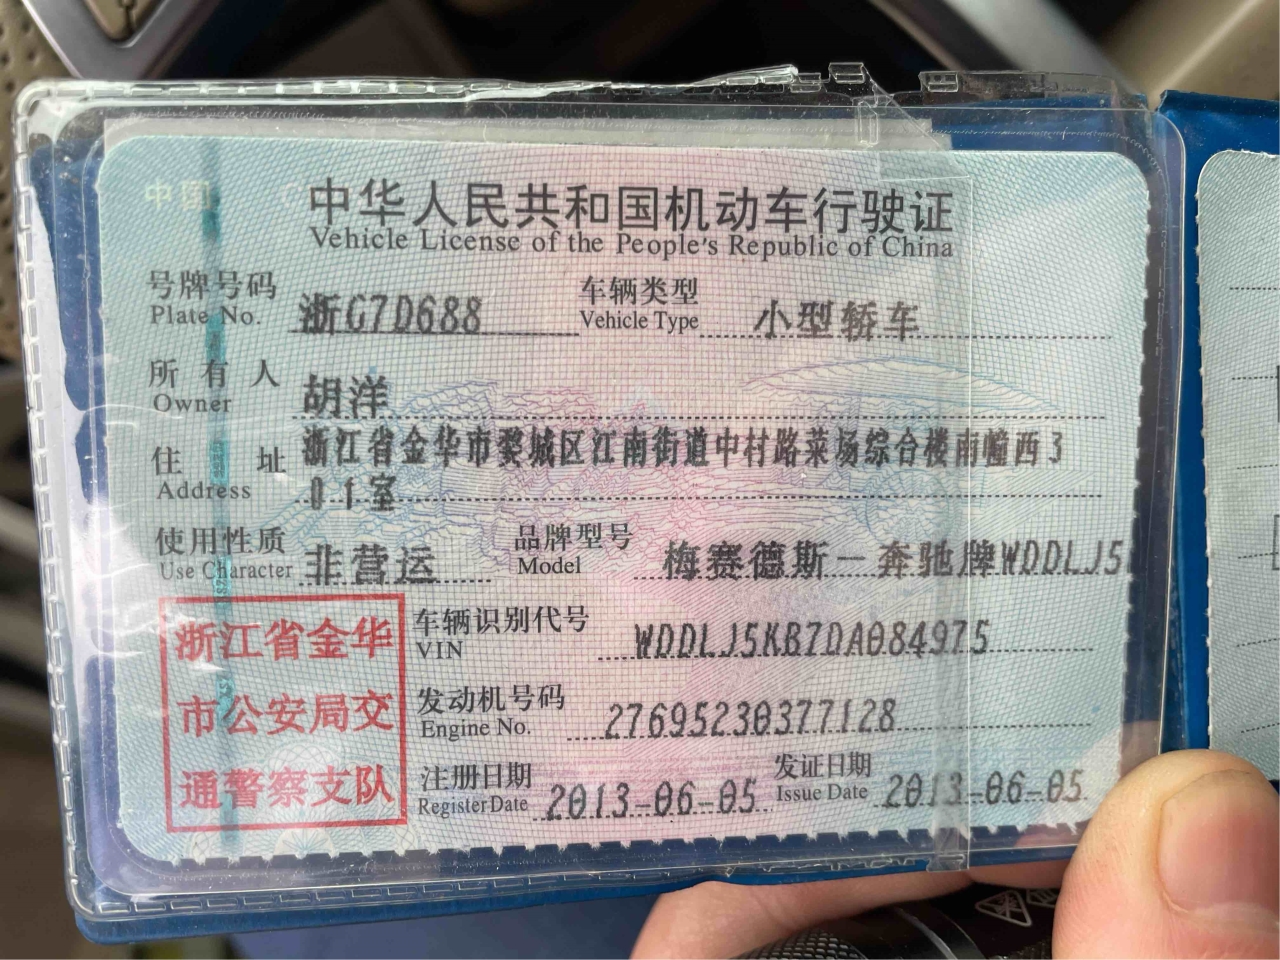 中国
中华人民共和国机动车行驶证
Vehicle License of the People's Republic of China
号牌号码 浙G7D688 车辆类型 小型轿车
Plate No. Vehicle Type
所有人 胡洋
Owner
住址 浙江省金华市婺城区江南街道中村路菜场综合楼南幢西3
Address 01室
使用性质 非营运 品牌型号 梅赛德斯-奔驰牌WDDLJ5
Use Character Model
浙江省金华
市公安局交
通警察支队
车辆识别代号 WDDLJ5KB7DA084975
VIN
发动机号码 27695230377128
Engine No.
注册日期 2013-06-05 发证日期 2013-06-05
Register Date Issue Date